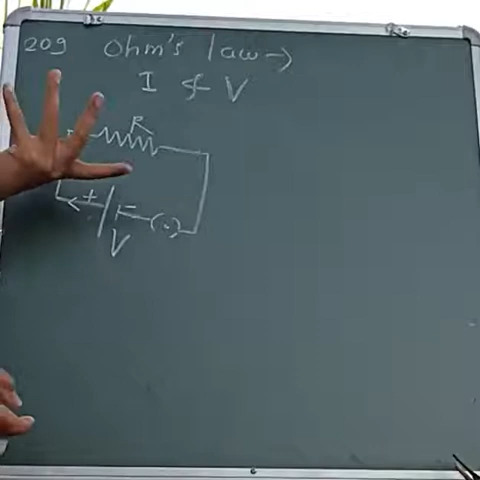 209 Ohm's law →
I ∝ V
R
+ -
V